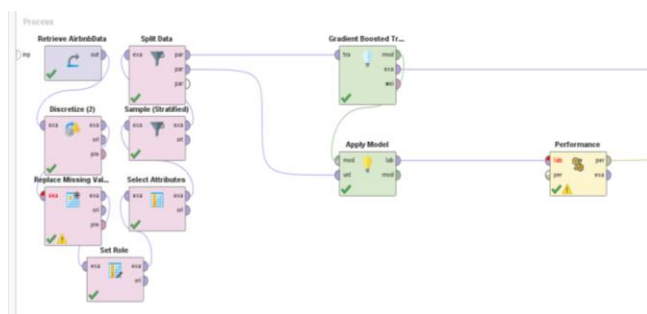 Process
Retrieve AirbnbData
Split Data
Gradient Boosted Tr...
inp
out
exa
par
par
par
tra
mod
exa
wei
Discretize (2)
Sample (Stratified)
exa
exa
ori
pre
exa
exa
ori
Apply Model
Performance
mod
lab
unl
mod
lab
per
per
exa
Replace Missing Val...
Select Attributes
exa
exa
ori
pre
exa
exa
ori
Set Role
exa
exa
ori